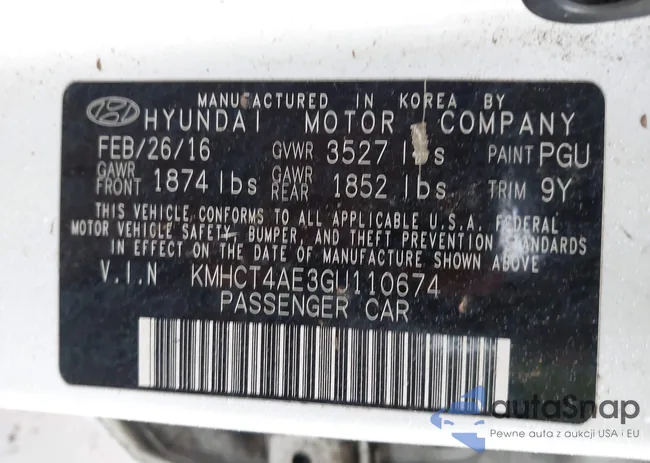 MANUFACTURED IN KOREA BY
HYUNDAI MOTOR COMPANY
FEB/26/16 GVWR 3527 lbs PAINT PGU
GAWR FRONT 1874 lbs GAWR REAR 1852 lbs TRIM 9Y
THIS VEHICLE CONFORMS TO ALL APPLICABLE U.S.A. FEDERAL
MOTOR VEHICLE SAFETY, BUMPER, AND THEFT PREVENTION STANDARDS
IN EFFECT ON THE DATE OF MANUFACTURE SHOWN ABOVE
V.I.N KMHCT4AE3GU110674
PASSENGER CAR
autaSnap
Pewne auta z aukcji USA i EU